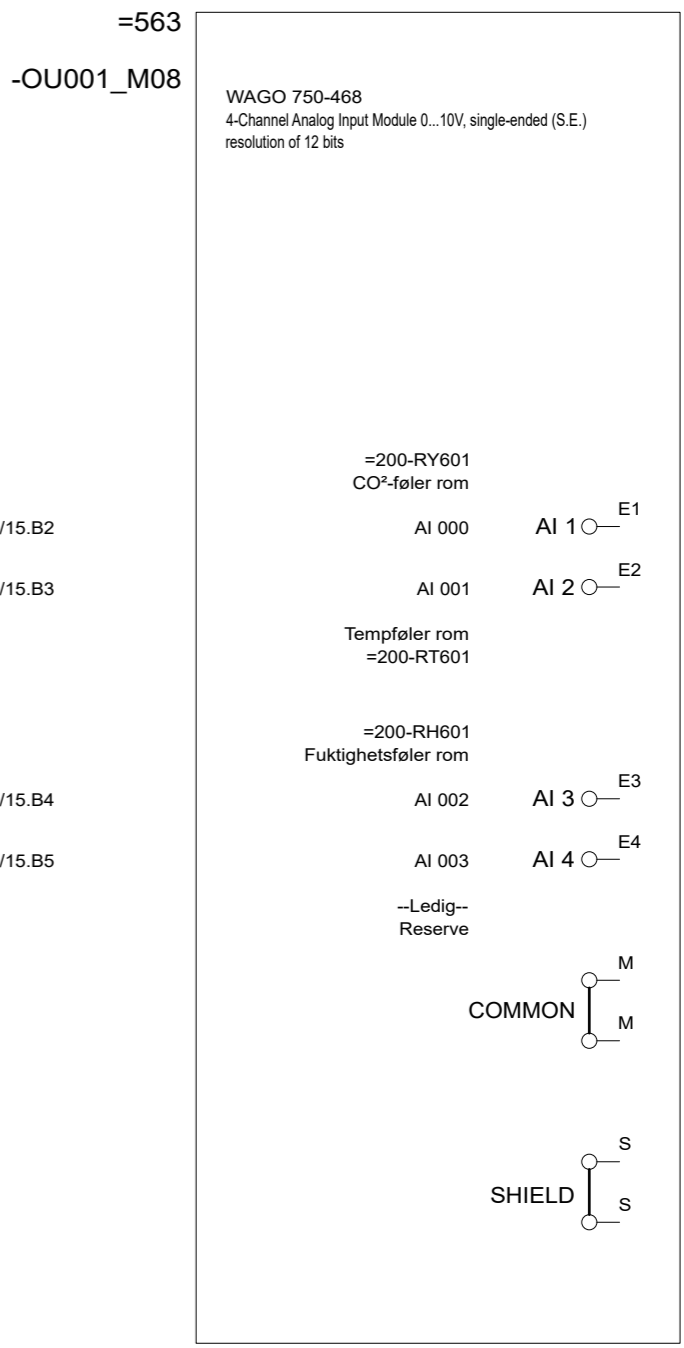 =563
-OU001_M08
WAGO 750-468
4-Channel Analog Input Module 0...10V, single-ended (S.E.)
resolution of 12 bits
=200-RY601
CO²-føler rom
/15.B2 AI 000 AI 1 E1
/15.B3 AI 001 AI 2 E2
Tempføler rom
=200-RT601
=200-RH601
Fuktighetsføler rom
/15.B4 AI 002 AI 3 E3
/15.B5 AI 003 AI 4 E4
--Ledig--
Reserve
M
COMMON
M
S
SHIELD
S